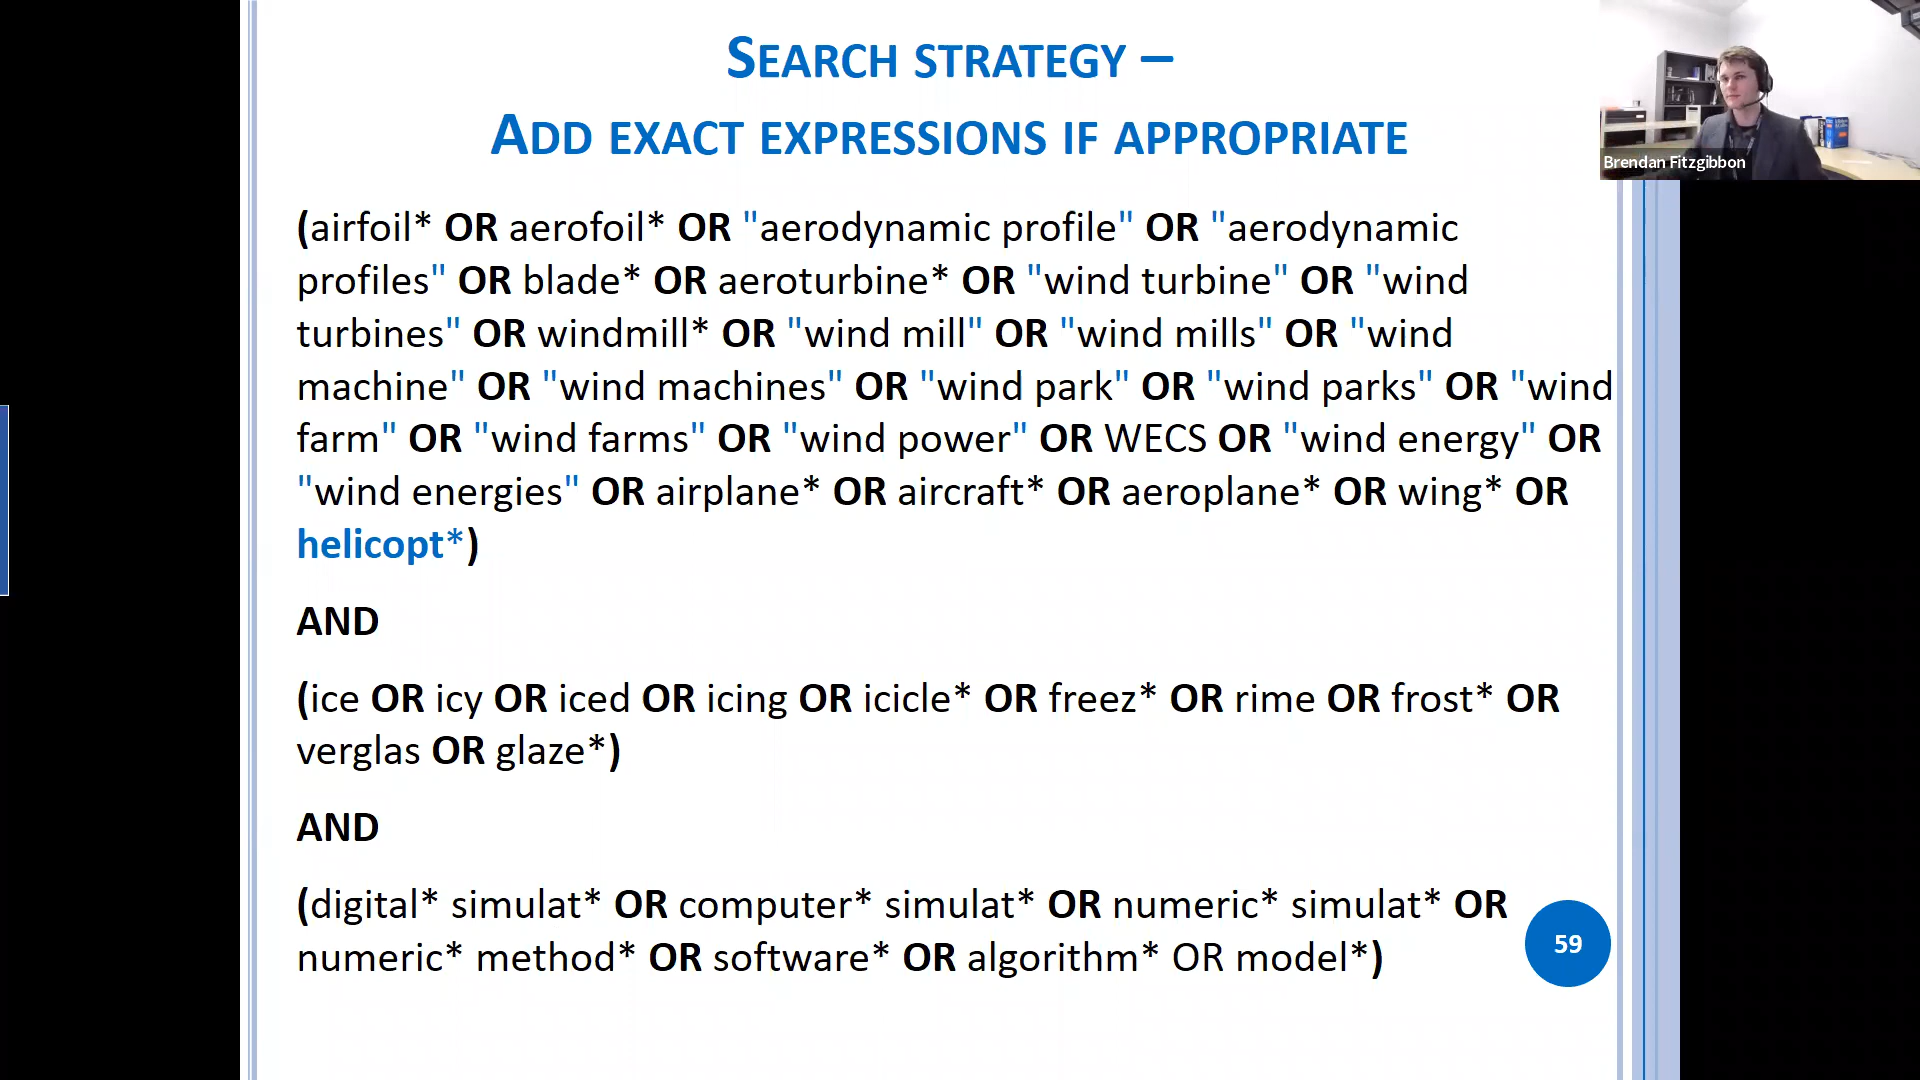 SEARCH STRATEGY –
ADD EXACT EXPRESSIONS IF APPROPRIATE
Brendan Fitzgibbon
(airfoil* OR aerofoil* OR "aerodynamic profile" OR "aerodynamic
profiles" OR blade* OR aeroturbine* OR "wind turbine" OR "wind
turbines" OR windmill* OR "wind mill" OR "wind mills" OR "wind
machine" OR "wind machines" OR "wind park" OR "wind parks" OR "wind
farm" OR "wind farms" OR "wind power" OR WECS OR "wind energy" OR
"wind energies" OR airplane* OR aircraft* OR aeroplane* OR wing* OR
helicopt*)
AND
(ice OR icy OR iced OR icing OR icicle* OR freez* OR rime OR frost* OR
verglas OR glaze*)
AND
(digital* simulat* OR computer* simulat* OR numeric* simulat* OR
numeric* method* OR software* OR algorithm* OR model*)
59